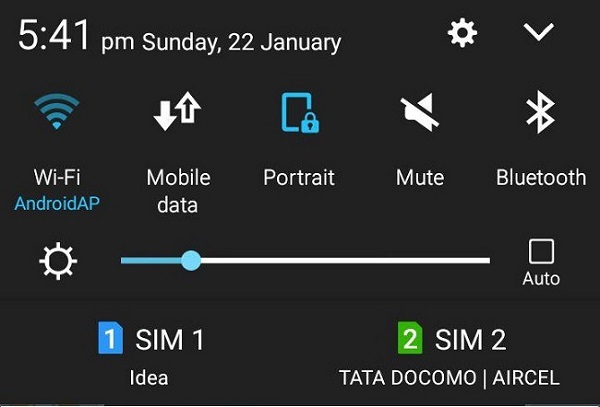 5:41 pm Sunday, 22 January
Wi-Fi
AndroidAP
Mobile
data
Portrait
Mute
Bluetooth
Auto
1 SIM 1
Idea
2 SIM 2
TATA DOCOMO | AIRCEL